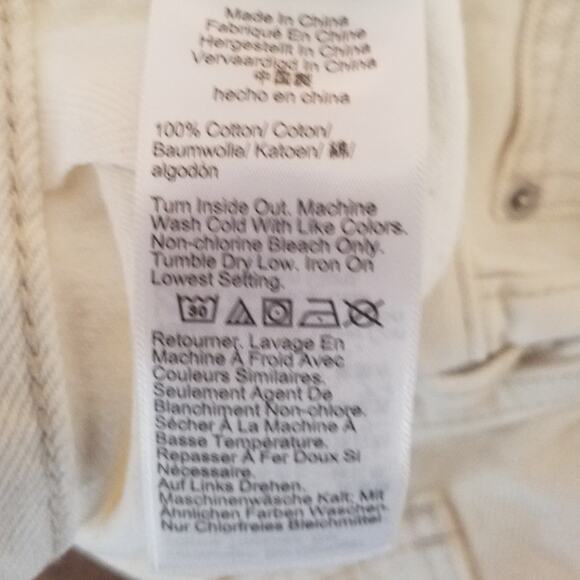 Made In China
Fabriqué En China
Hergestellt In China
Vervaardigd In China
中国製
hecho en china
100% Cotton/ Coton/
Baumwolle/ Katoen/ 綿/
algodón
Turn Inside Out. Machine
Wash Cold With Like Colors.
Non-chlorine Bleach Only.
Tumble Dry Low. Iron On
Lowest Setting.
30
Retourner. Lavage En
Machine À Froid Avec
Couleurs Similaires.
Seulement Agent De
Blanchiment Non-chlore.
Sécher À La Machine À
Basse Température.
Repasser À Fer Doux Si
Nécessaire.
Auf Links Drehen.
Maschinenwäsche Kalt; Mit
Ähnlichen Farben Waschen.
Nur Chlorfreies Bleichmittel